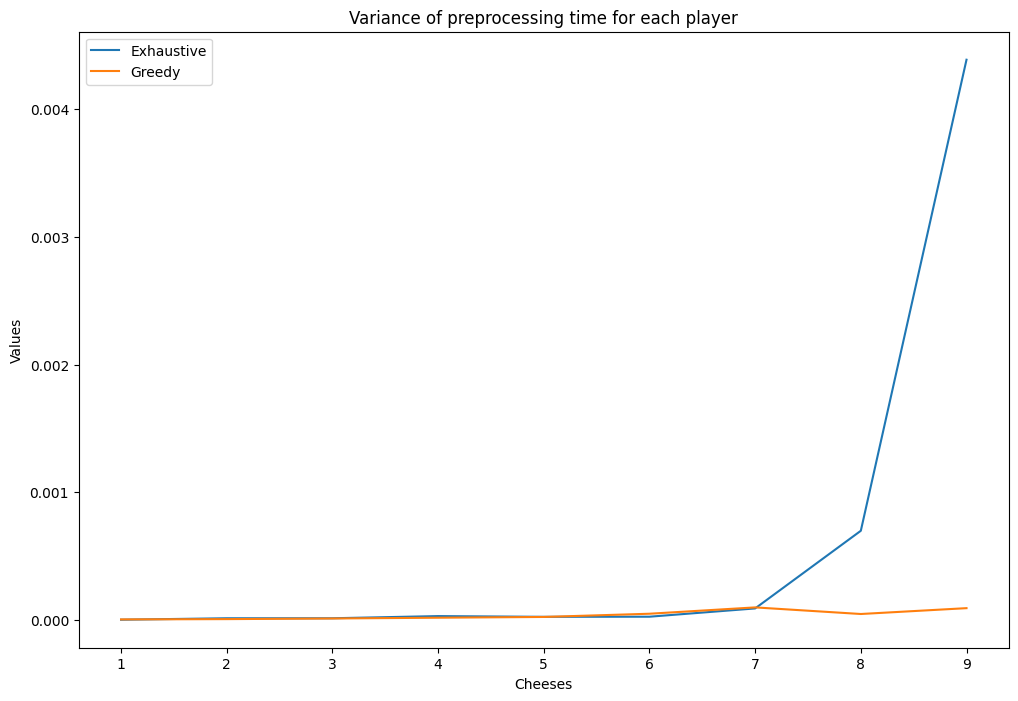 Variance of preprocessing time for each player
Exhaustive
Greedy
0.004
0.003
0.002
0.001
0.000
Values
1 2 3 4 5 6 7 8 9
Cheeses